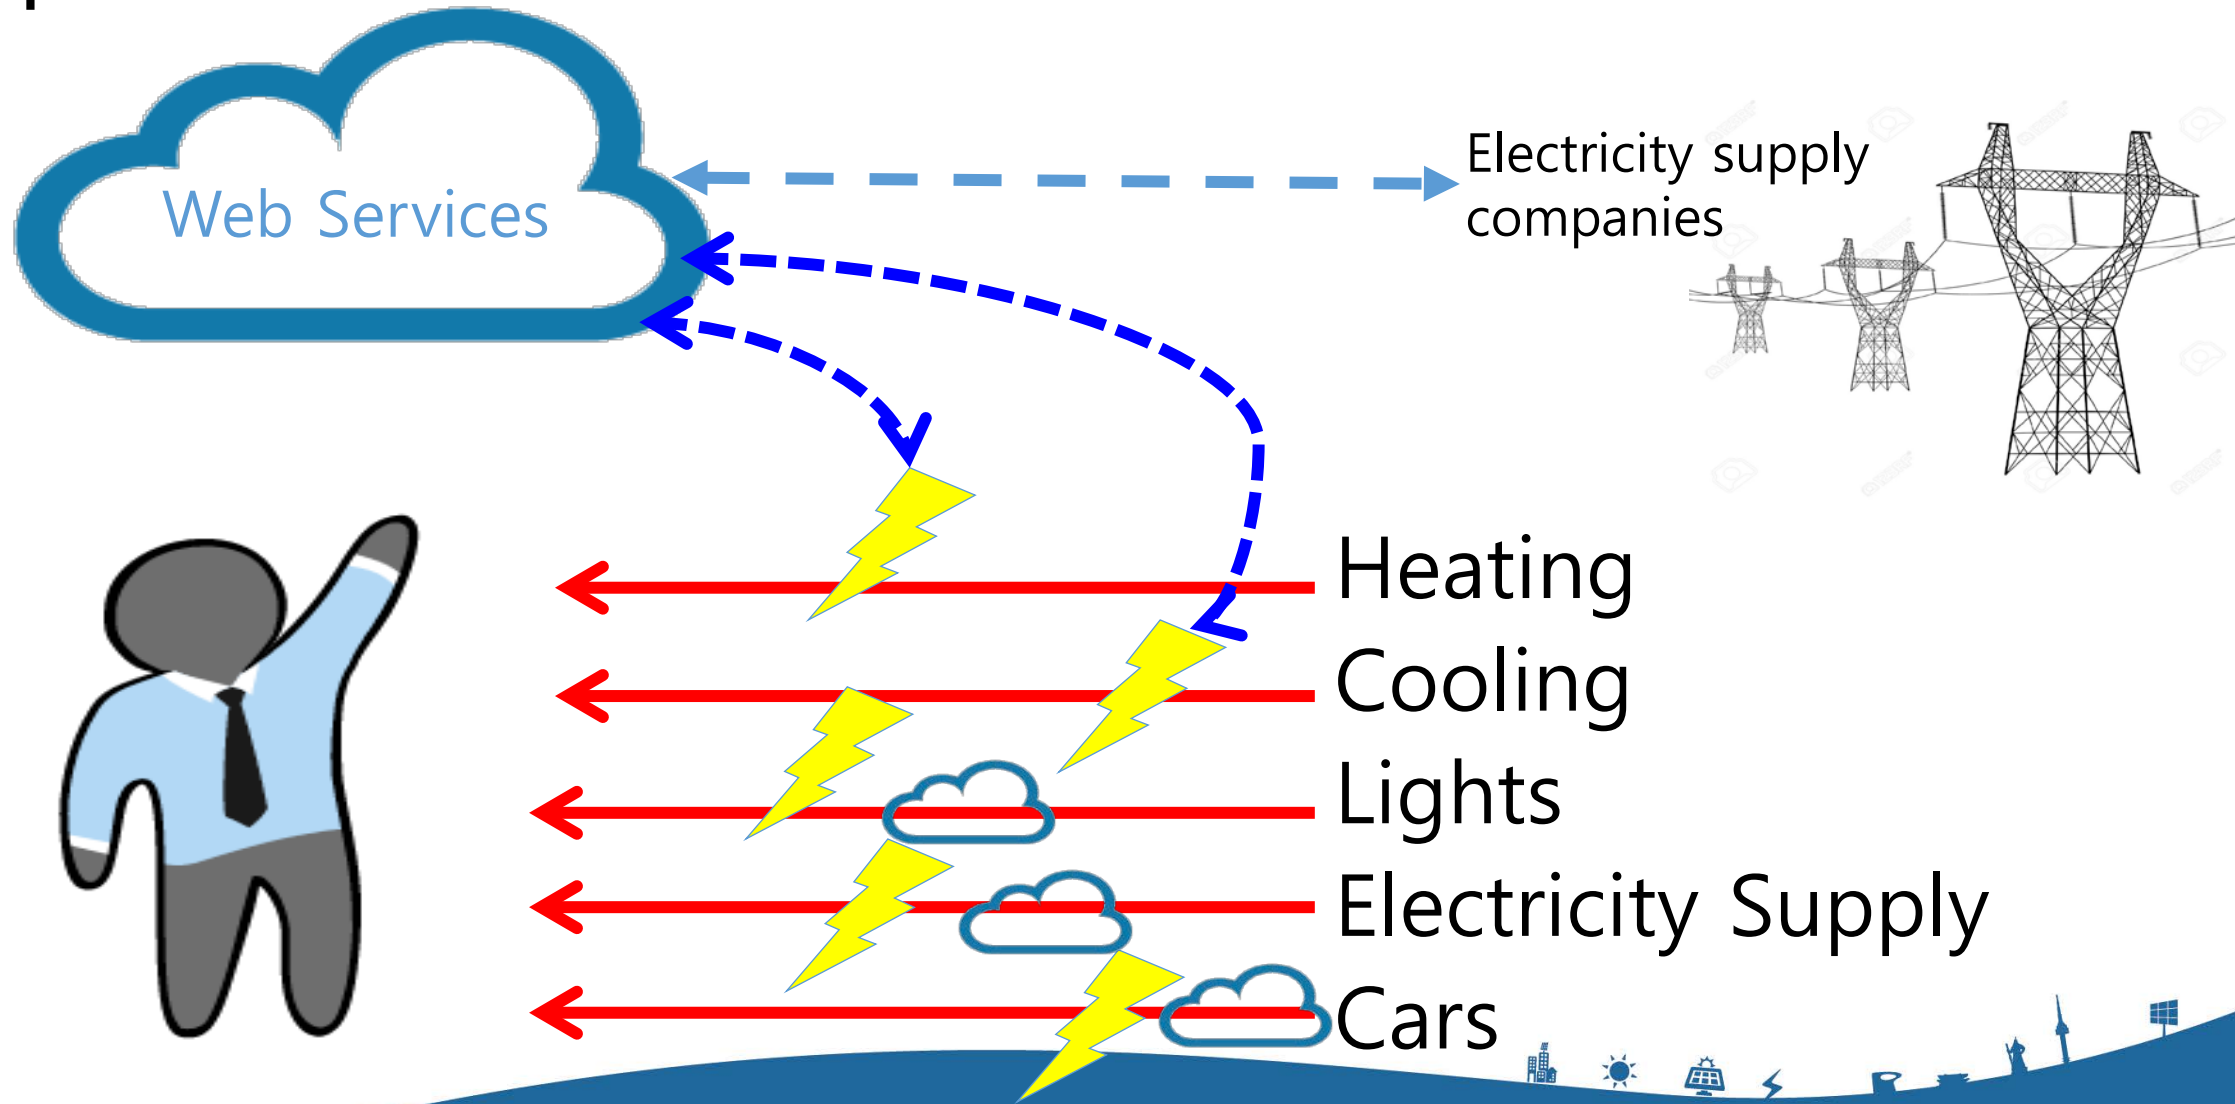 Web Services
Electricity supply
companies
Heating
Cooling
Lights
Electricity Supply
Cars